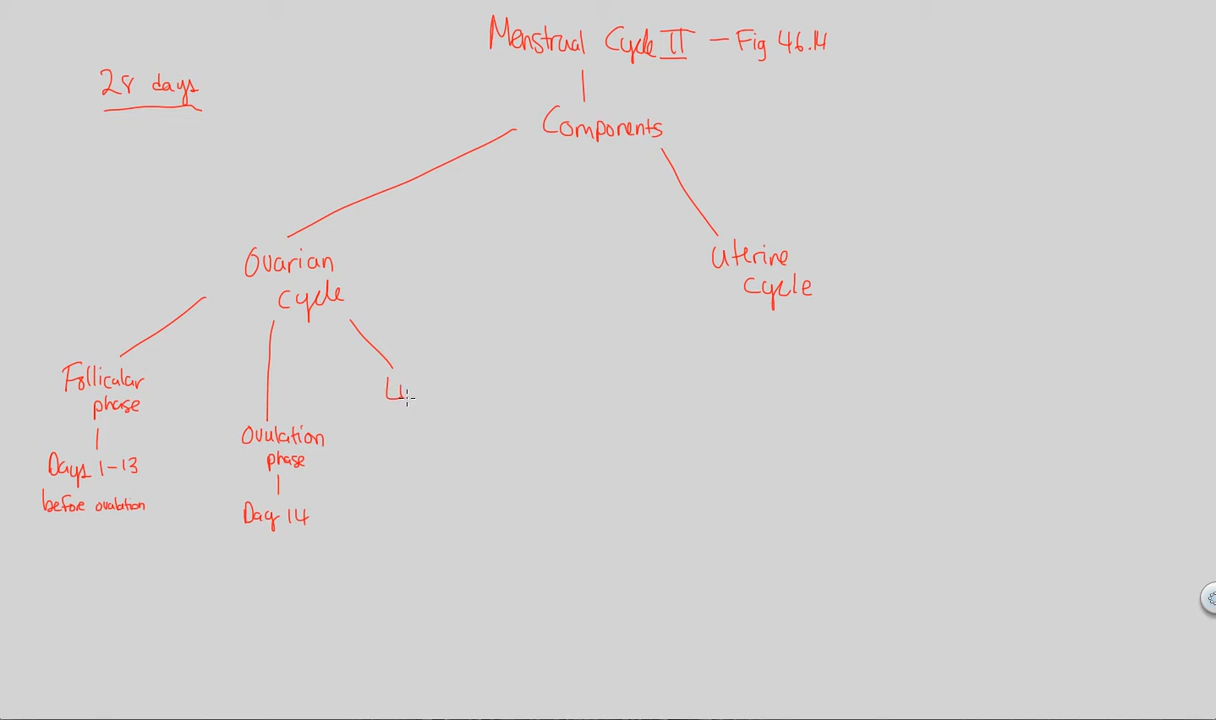 Menstrual Cycle II - Fig 46.14
28 days
Components
Ovarian
cycle
Uterine
cycle
Follicular
phase
Days 1-13
before ovulation
Ovulation
phase
Day 14
Lu